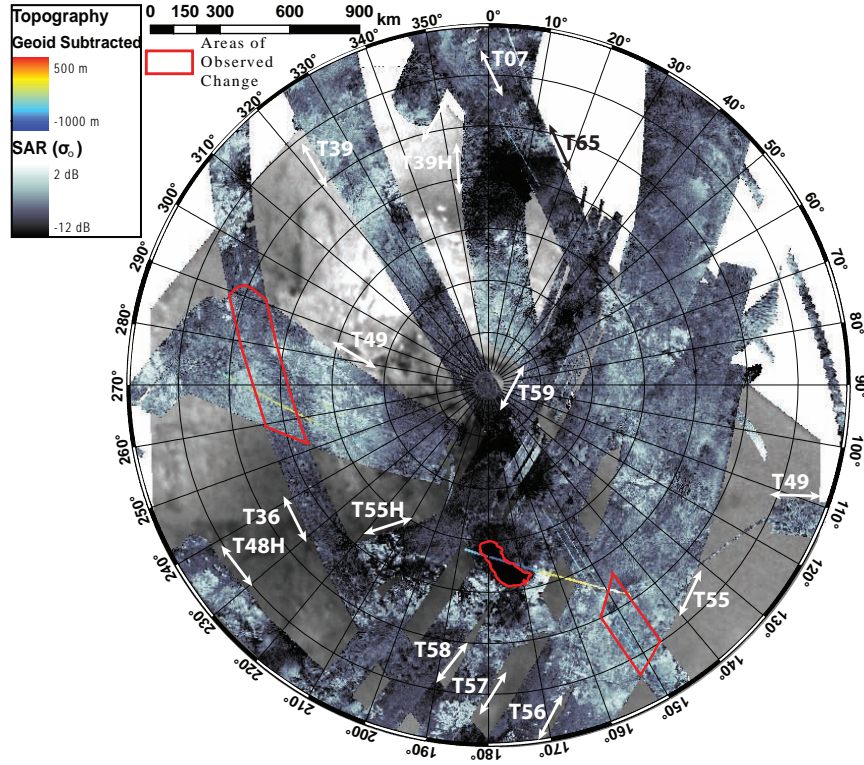 Topography
Geoid Subtracted
500 m
-1000 m
SAR (σₒ)
2 dB
-12 dB
0 150 300 600 900 km
Areas of
Observed
Change
0°
10°
20°
30°
40°
50°
60°
70°
80°
90°
100°
110°
120°
130°
140°
150°
160°
170°
180°
190°
200°
210°
220°
230°
240°
250°
260°
270°
280°
290°
300°
310°
320°
330°
340°
350°
T07
T65
T39
T39H
T49
T59
T49
T36
T55H
T48H
T55
T58
T57
T56